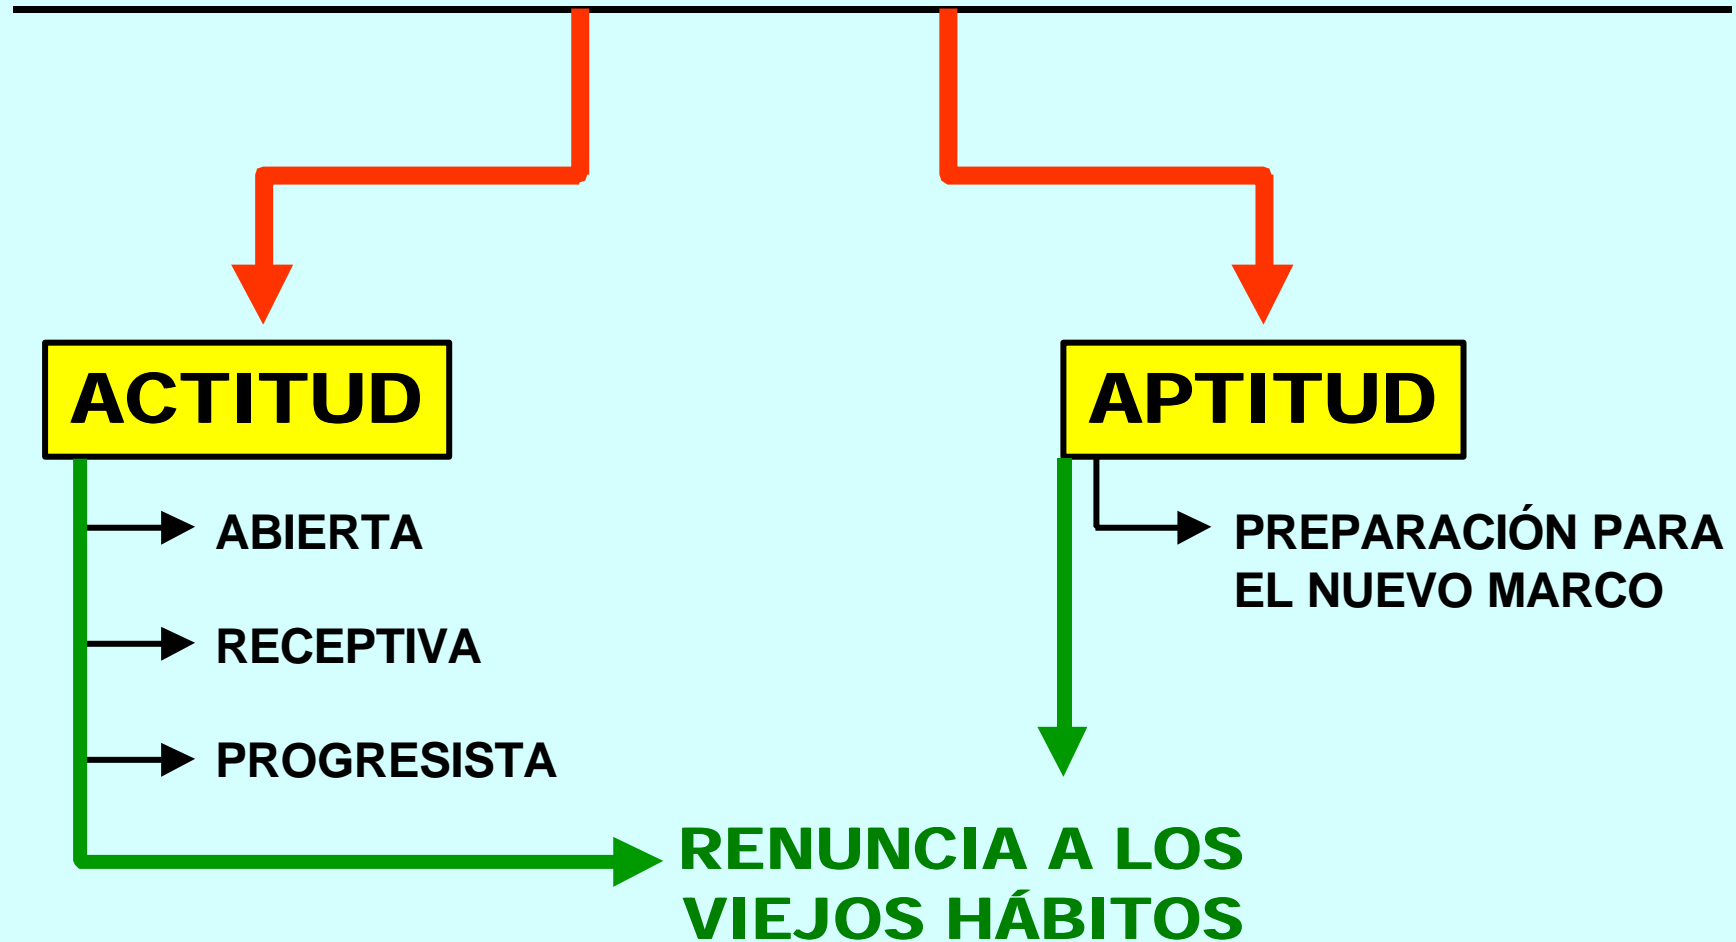 ACTITUD
ABIERTA
RECEPTIVA
PROGRESISTA
APTITUD
PREPARACIÓN PARA
EL NUEVO MARCO
RENUNCIA A LOS
VIEJOS HÁBITOS